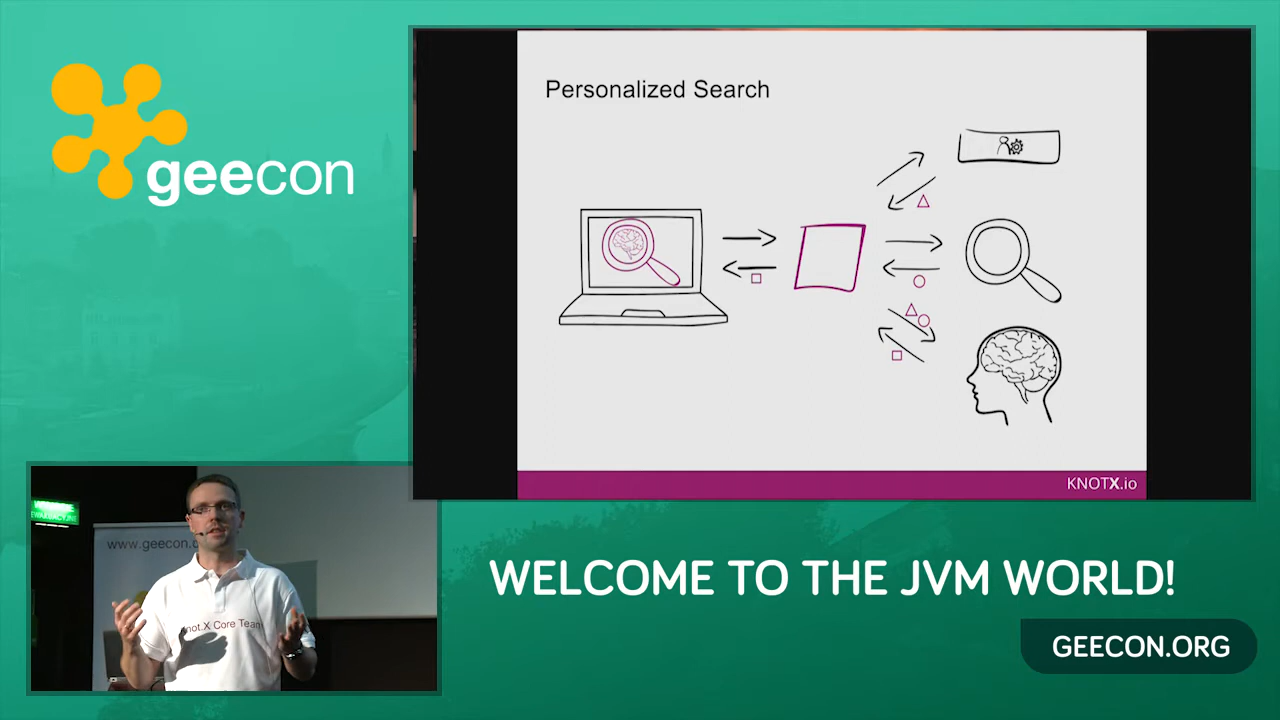 geecon
Personalized Search
KNOTX.io
www.geecon.
Knot.X Core Team
WELCOME TO THE JVM WORLD!
GEECON.ORG